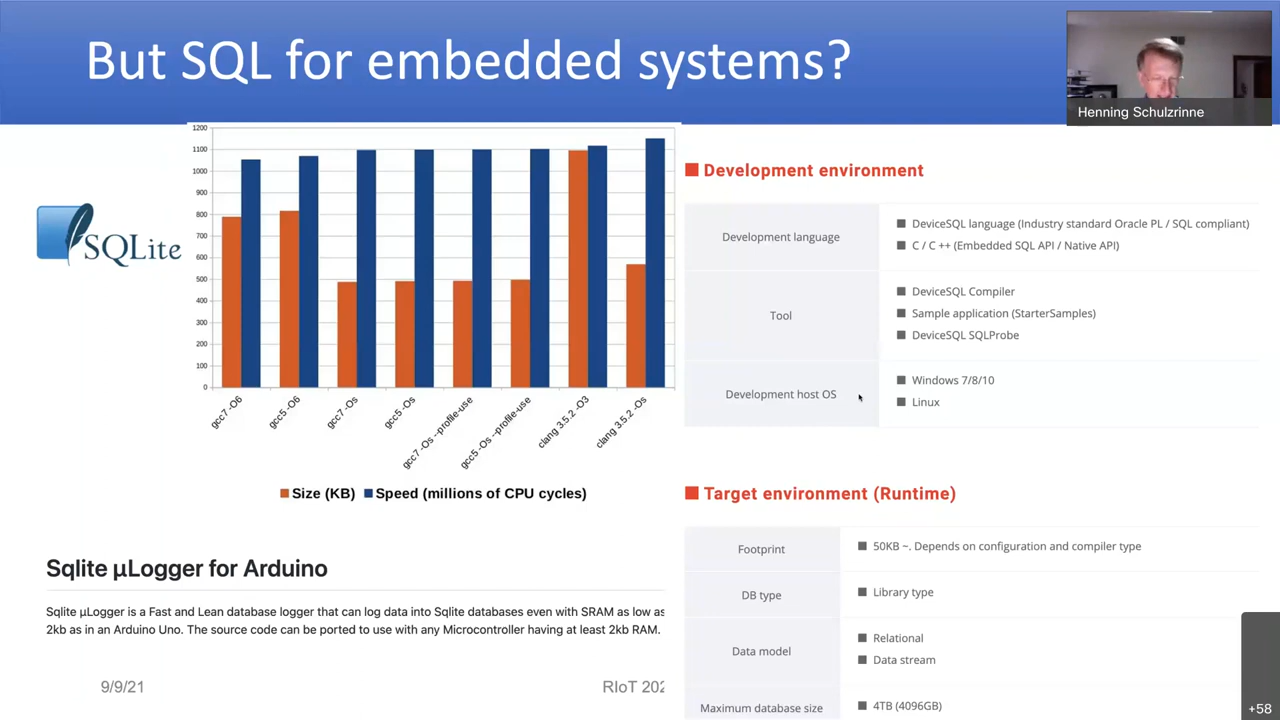 But SQL for embedded systems?
Henning Schulzrinne
SQLite
1200
1100
1000
900
800
700
600
500
400
300
200
100
0
gcc7 -O6
gcc5 -O6
gcc7 -Os
gcc5 -Os
gcc7 -Os --profile-use
gcc5 -Os --profile-use
clang 3.5.2 -O3
clang 3.5.2 -Os
Size (KB) Speed (millions of CPU cycles)
Sqlite µLogger for Arduino
Sqlite µLogger is a Fast and Lean database logger that can log data into Sqlite databases even with SRAM as low as
2kb as in an Arduino Uno. The source code can be ported to use with any Microcontroller having at least 2kb RAM.
9/9/21
RIoT 202
Development environment
Development language
DeviceSQL language (Industry standard Oracle PL / SQL compliant)
C / C ++ (Embedded SQL API / Native API)
Tool
DeviceSQL Compiler
Sample application (StarterSamples)
DeviceSQL SQLProbe
Development host OS
Windows 7/8/10
Linux
Target environment (Runtime)
Footprint
50KB ~. Depends on configuration and compiler type
DB type
Library type
Data model
Relational
Data stream
Maximum database size
4TB (4096GB)
+58